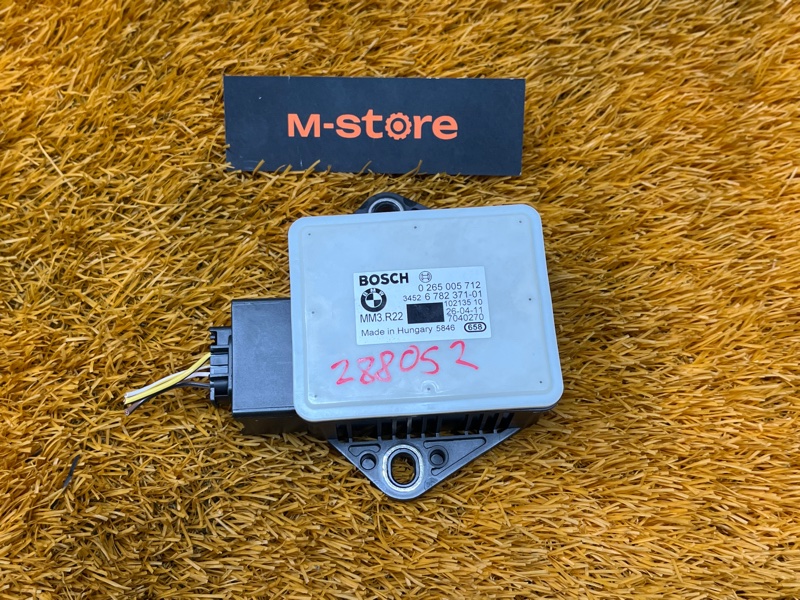 M-store
BOSCH 0 265 005 712
3452 6 782 371-01
102135 10
MM3.R22 26-04-11
7040270
Made in Hungary 5846 658
288052